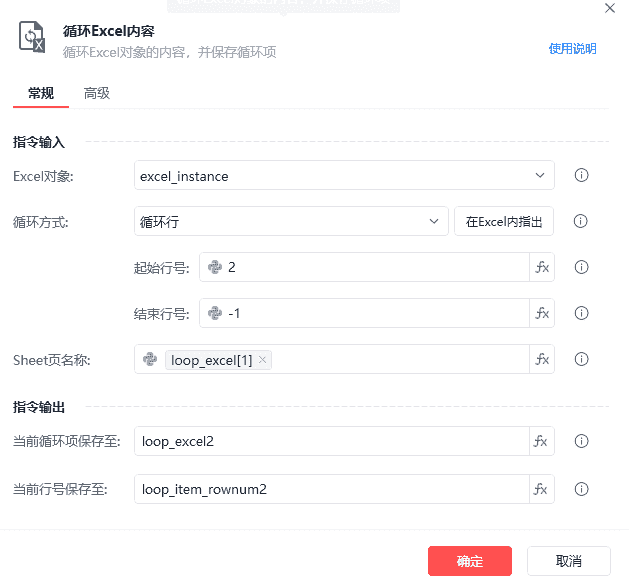 循环Excel内容
循环Excel对象的内容，并保存循环项
使用说明
常规 高级
指令输入
Excel对象: excel_instance
循环方式: 循环行 在Excel内指出
起始行号: 2 fx
结束行号: -1 fx
Sheet页名称: loop_excel[1] × fx
指令输出
当前循环项保存至: loop_excel2 fx
当前行号保存至: loop_item_rownum2 fx
确定 取消